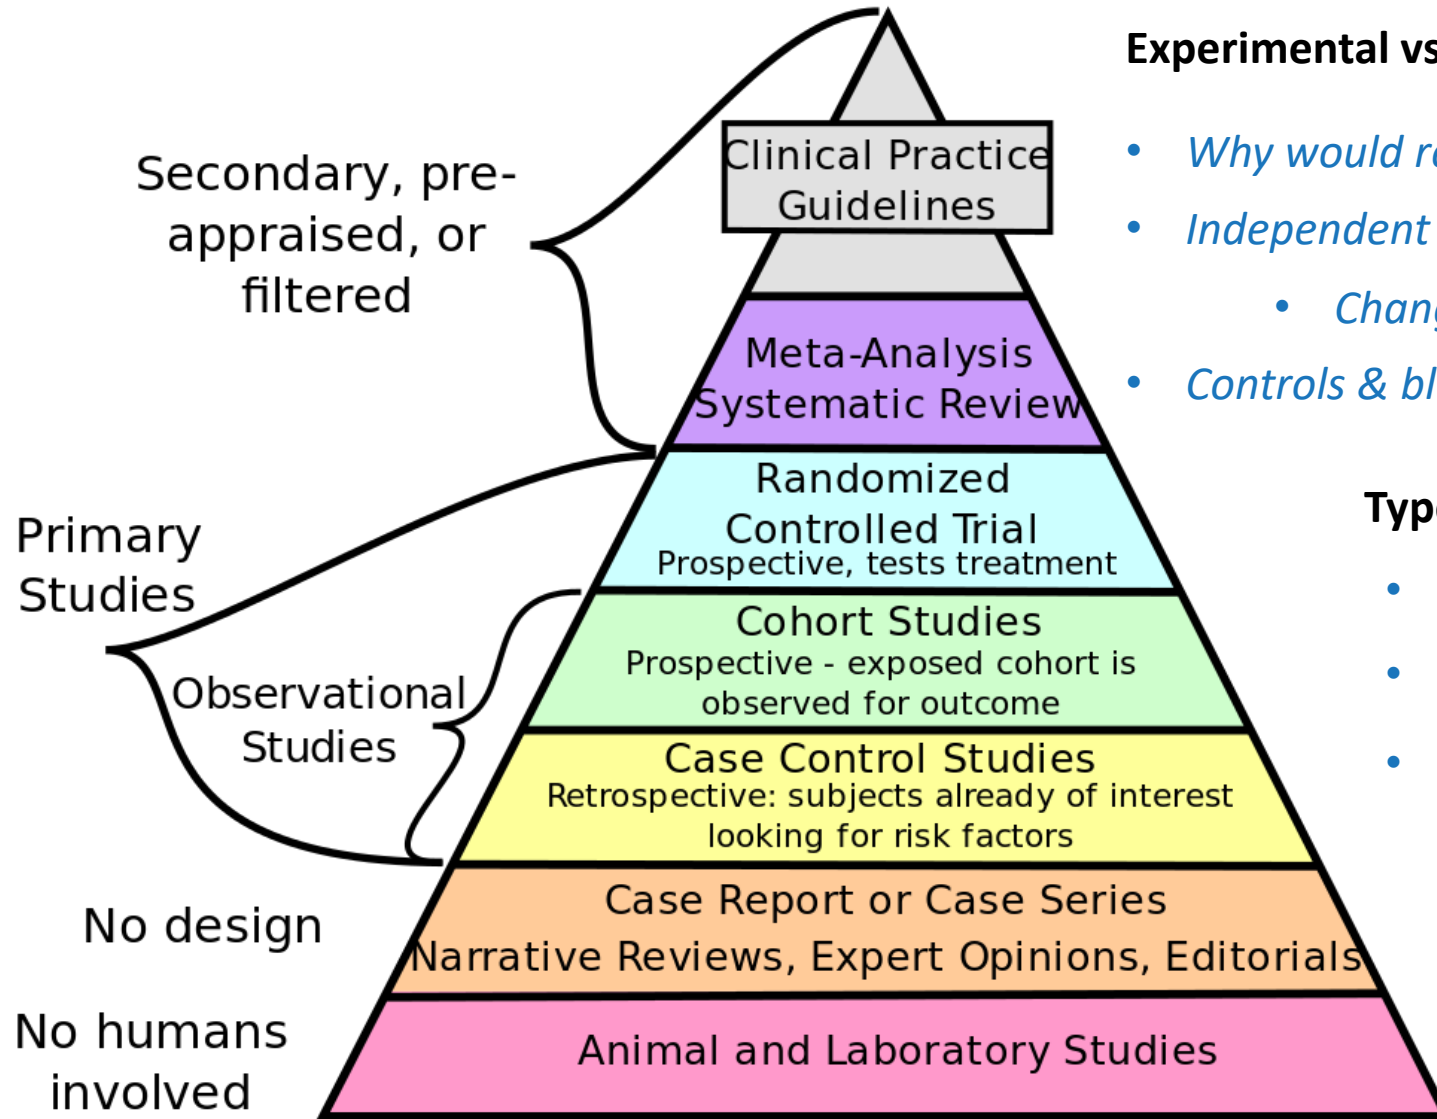 Secondary, pre-
appraised, or
filtered
Primary
Studies
Observational
Studies
No design
No humans
involved
Clinical Practice
Guidelines
Meta-Analysis
Systematic Review
Randomized
Controlled Trial
Prospective, tests treatment
Cohort Studies
Prospective - exposed cohort is
observed for outcome
Case Control Studies
Retrospective: subjects already of interest
looking for risk factors
Case Report or Case Series
Narrative Reviews, Expert Opinions, Editorials
Animal and Laboratory Studies
Experimental vs
• Why would
• Independent
•
• Controls &
•
•
•